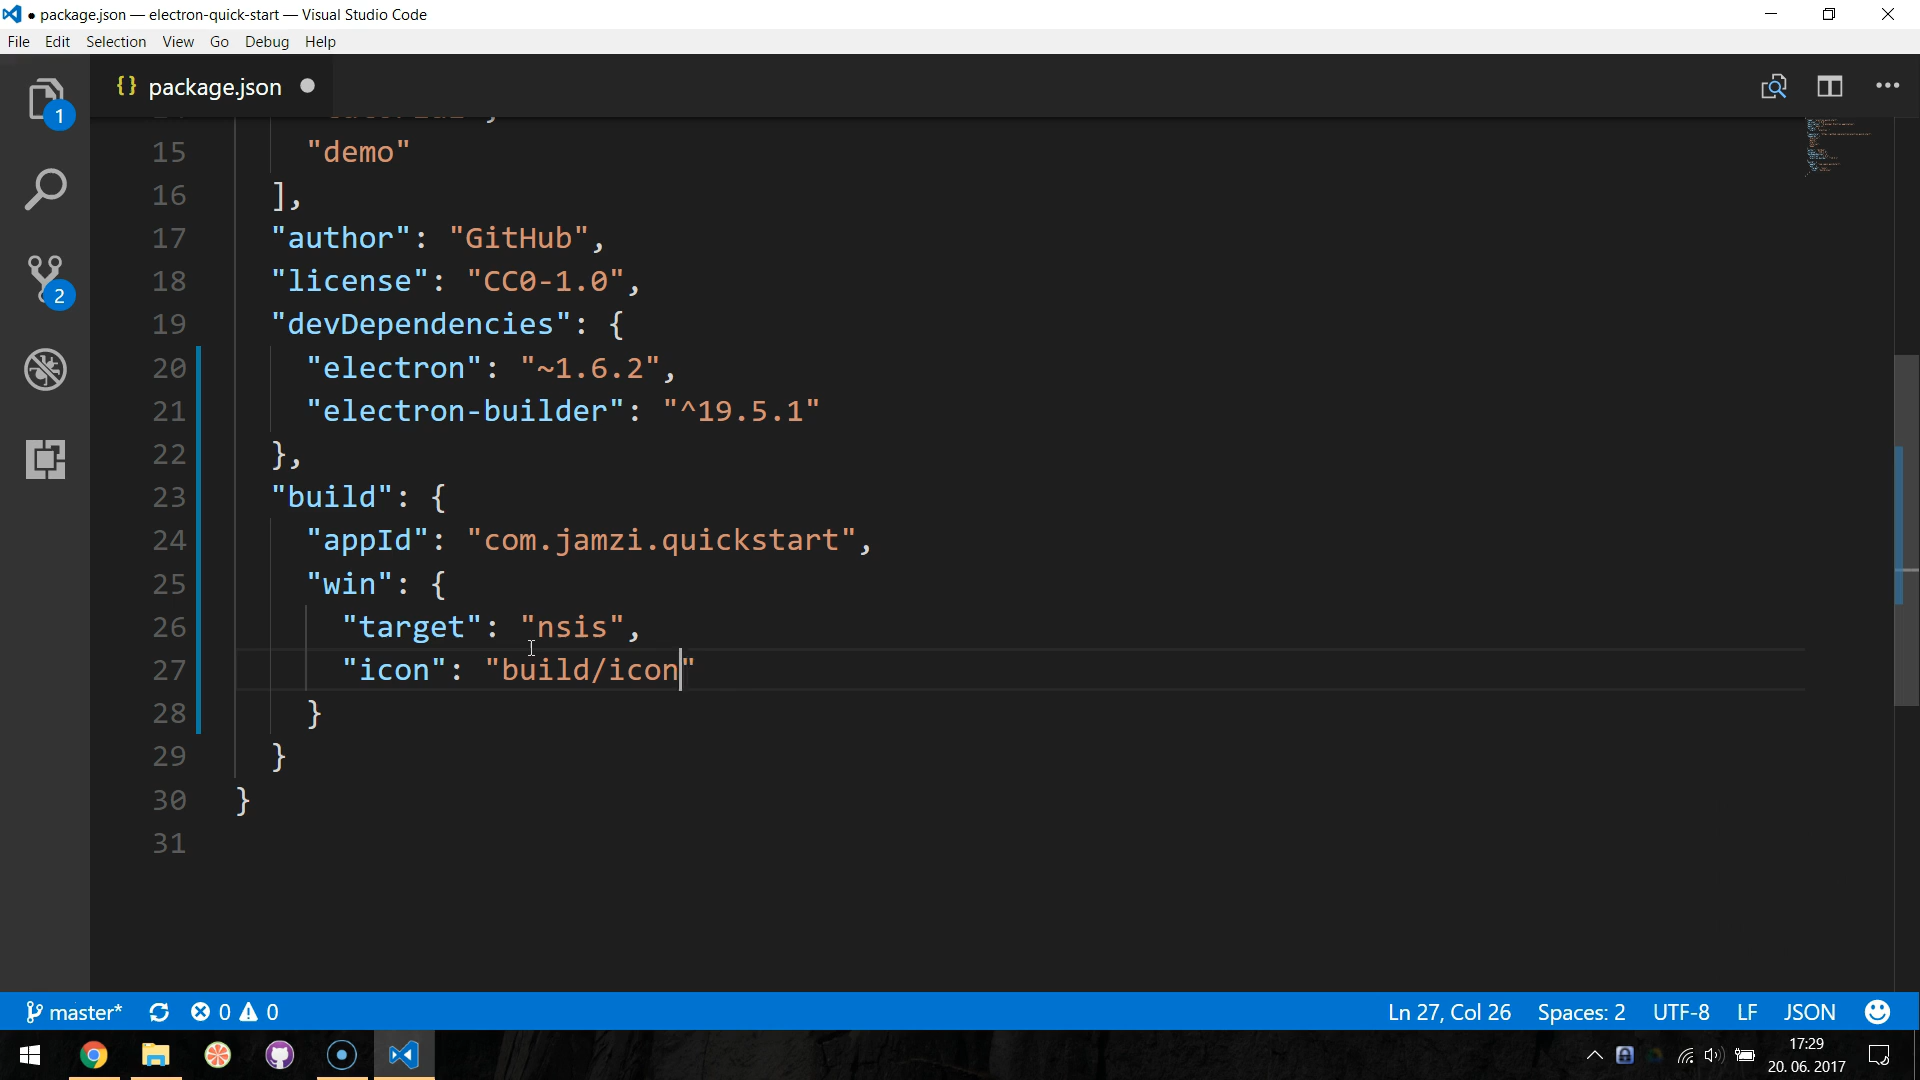 ● package.json — electron-quick-start — Visual Studio Code
File Edit Selection View Go Debug Help
{} package.json ●
1
2
15 "demo"
16 ],
17 "author": "GitHub",
18 "license": "CC0-1.0",
19 "devDependencies": {
20 "electron": "~1.6.2",
21 "electron-builder": "^19.5.1"
22 },
23 "build": {
24 "appId": "com.jamzi.quickstart",
25 "win": {
26 "target": "nsis",
27 "icon": "build/icon"
28 }
29 }
30 }
31
master* 0 0 Ln 27, Col 26 Spaces: 2 UTF-8 LF JSON
17:29
20. 06. 2017